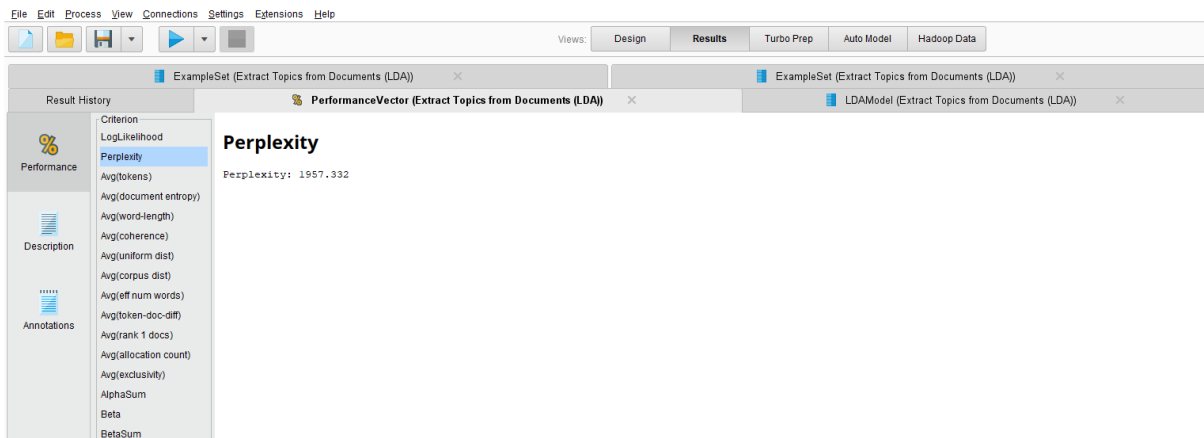 File Edit Process View Connections Settings Extensions Help
Views: Design Results Turbo Prep Auto Model Hadoop Data
ExampleSet (Extract Topics from Documents (LDA)) ExampleSet (Extract Topics from Documents (LDA))
Result History PerformanceVector (Extract Topics from Documents (LDA)) LDAModel (Extract Topics from Documents (LDA))
%
Performance
Description
Annotations
Criterion
LogLikelihood
Perplexity
Avg(tokens)
Avg(document entropy)
Avg(word-length)
Avg(coherence)
Avg(uniform dist)
Avg(corpus dist)
Avg(eff num words)
Avg(token-doc-diff)
Avg(rank 1 docs)
Avg(allocation count)
Avg(exclusivity)
AlphaSum
Beta
BetaSum
Perplexity
Perplexity: 1957.332